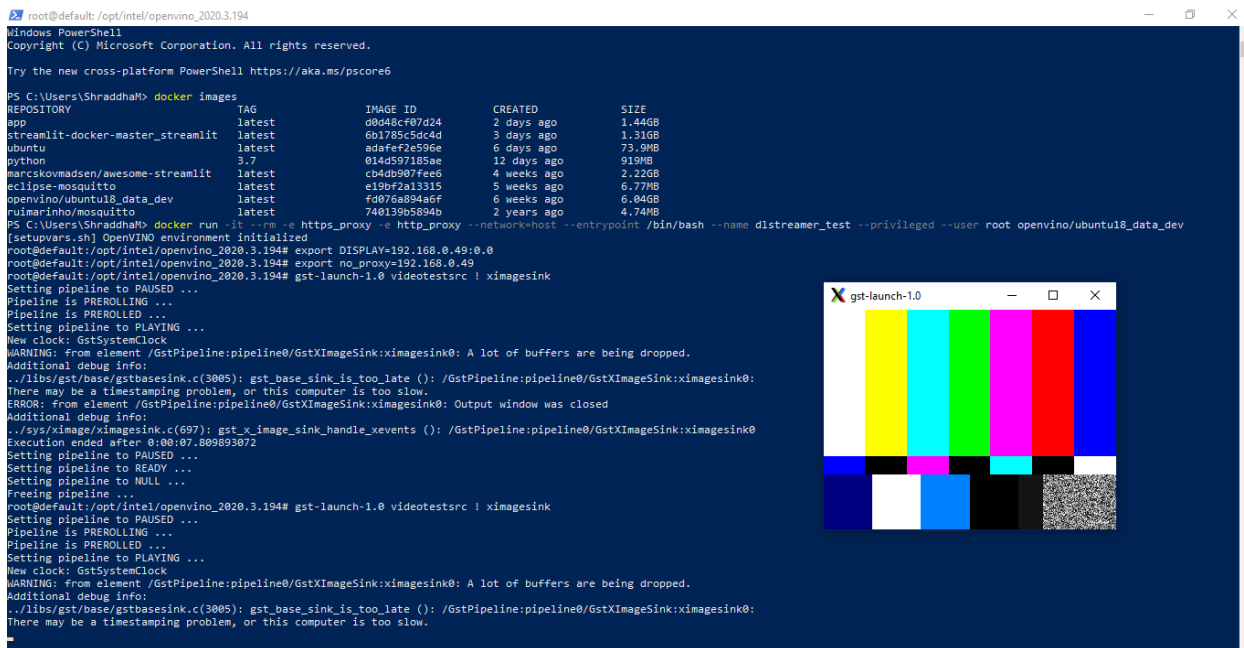 root@default: /opt/intel/openvino_2020.3.194
Windows PowerShell
Copyright (C) Microsoft Corporation. All rights reserved.
Try the new cross-platform PowerShell https://aka.ms/pscore6
PS C:\Users\ShraddhaM> docker images
REPOSITORY TAG IMAGE ID CREATED SIZE
app latest d0d48cf07d24 2 days ago 1.44GB
streamlit-docker-master_streamlit latest 6b1785c5dc4d 3 days ago 1.31GB
ubuntu latest adafef2e596e 6 days ago 73.9MB
python 3.7 014d597185ae 12 days ago 919MB
marcskovmadsen/awesome-streamlit latest cb4db907fee6 4 weeks ago 2.22GB
eclipse-mosquitto latest e19bf2a13315 5 weeks ago 6.77MB
openvino/ubuntu18_data_dev latest fd076a894a6f 6 weeks ago 6.04GB
ruimarinho/mosquitto latest 740139b5894b 2 years ago 4.74MB
PS C:\Users\ShraddhaM> docker run -it --rm -e https_proxy -e http_proxy --network=host --entrypoint /bin/bash --name dlstreamer_test --privileged --user root openvino/ubuntu18_data_dev
[setupvars.sh] OpenVINO environment initialized
root@default:/opt/intel/openvino_2020.3.194# export DISPLAY=192.168.0.49:0.0
root@default:/opt/intel/openvino_2020.3.194# export no_proxy=192.168.0.49
root@default:/opt/intel/openvino_2020.3.194# gst-launch-1.0 videotestsrc ! ximagesink
Setting pipeline to PAUSED ...
Pipeline is PREROLLING ...
Pipeline is PREROLLED ...
Setting pipeline to PLAYING ...
New clock: GstSystemClock
WARNING: from element /GstPipeline:pipeline0/GstXImageSink:ximagesink0: A lot of buffers are being dropped.
Additional debug info:
../libs/gst/base/gstbasesink.c(3005): gst_base_sink_is_too_late (): /GstPipeline:pipeline0/GstXImageSink:ximagesink0:
There may be a timestamping problem, or this computer is too slow.
ERROR: from element /GstPipeline:pipeline0/GstXImageSink:ximagesink0: Output window was closed
Additional debug info:
../sys/ximage/ximagesink.c(697): gst_x_image_sink_handle_xevents (): /GstPipeline:pipeline0/GstXImageSink:ximagesink0
Execution ended after 0:00:07.809893072
Setting pipeline to PAUSED ...
Setting pipeline to READY ...
Setting pipeline to NULL ...
Freeing pipeline ...
root@default:/opt/intel/openvino_2020.3.194# gst-launch-1.0 videotestsrc ! ximagesink
Setting pipeline to PAUSED ...
Pipeline is PREROLLING ...
Pipeline is PREROLLED ...
Setting pipeline to PLAYING ...
New clock: GstSystemClock
WARNING: from element /GstPipeline:pipeline0/GstXImageSink:ximagesink0: A lot of buffers are being dropped.
Additional debug info:
../libs/gst/base/gstbasesink.c(3005): gst_base_sink_is_too_late (): /GstPipeline:pipeline0/GstXImageSink:ximagesink0:
There may be a timestamping problem, or this computer is too slow.
gst-launch-1.0